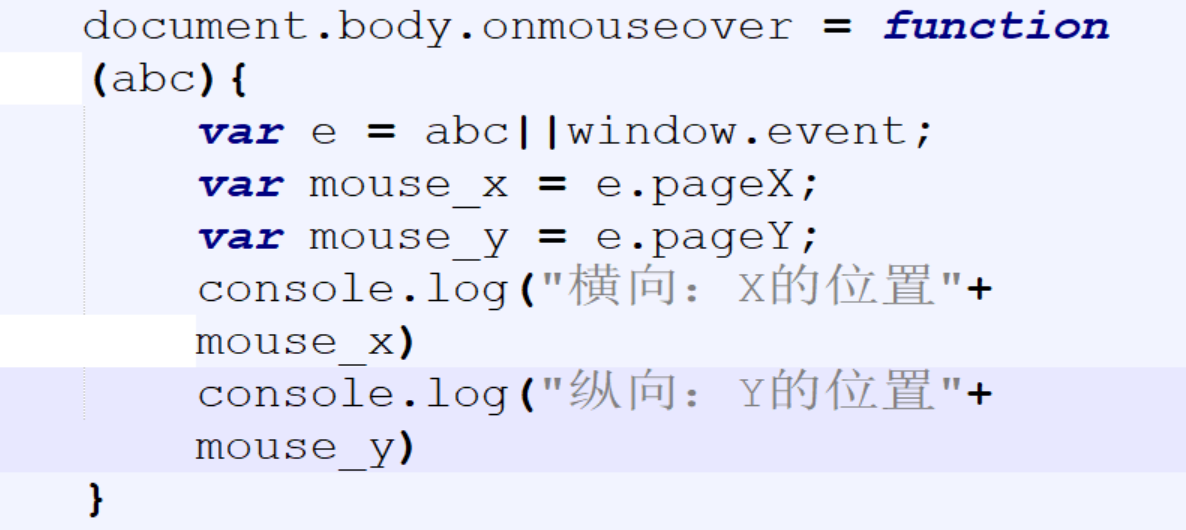 document.body.onmouseover = function
(abc){
var e = abc||window.event;
var mouse_x = e.pageX;
var mouse_y = e.pageY;
console.log("横向：X的位置"+
mouse_x)
console.log("纵向：Y的位置"+
mouse_y)
}